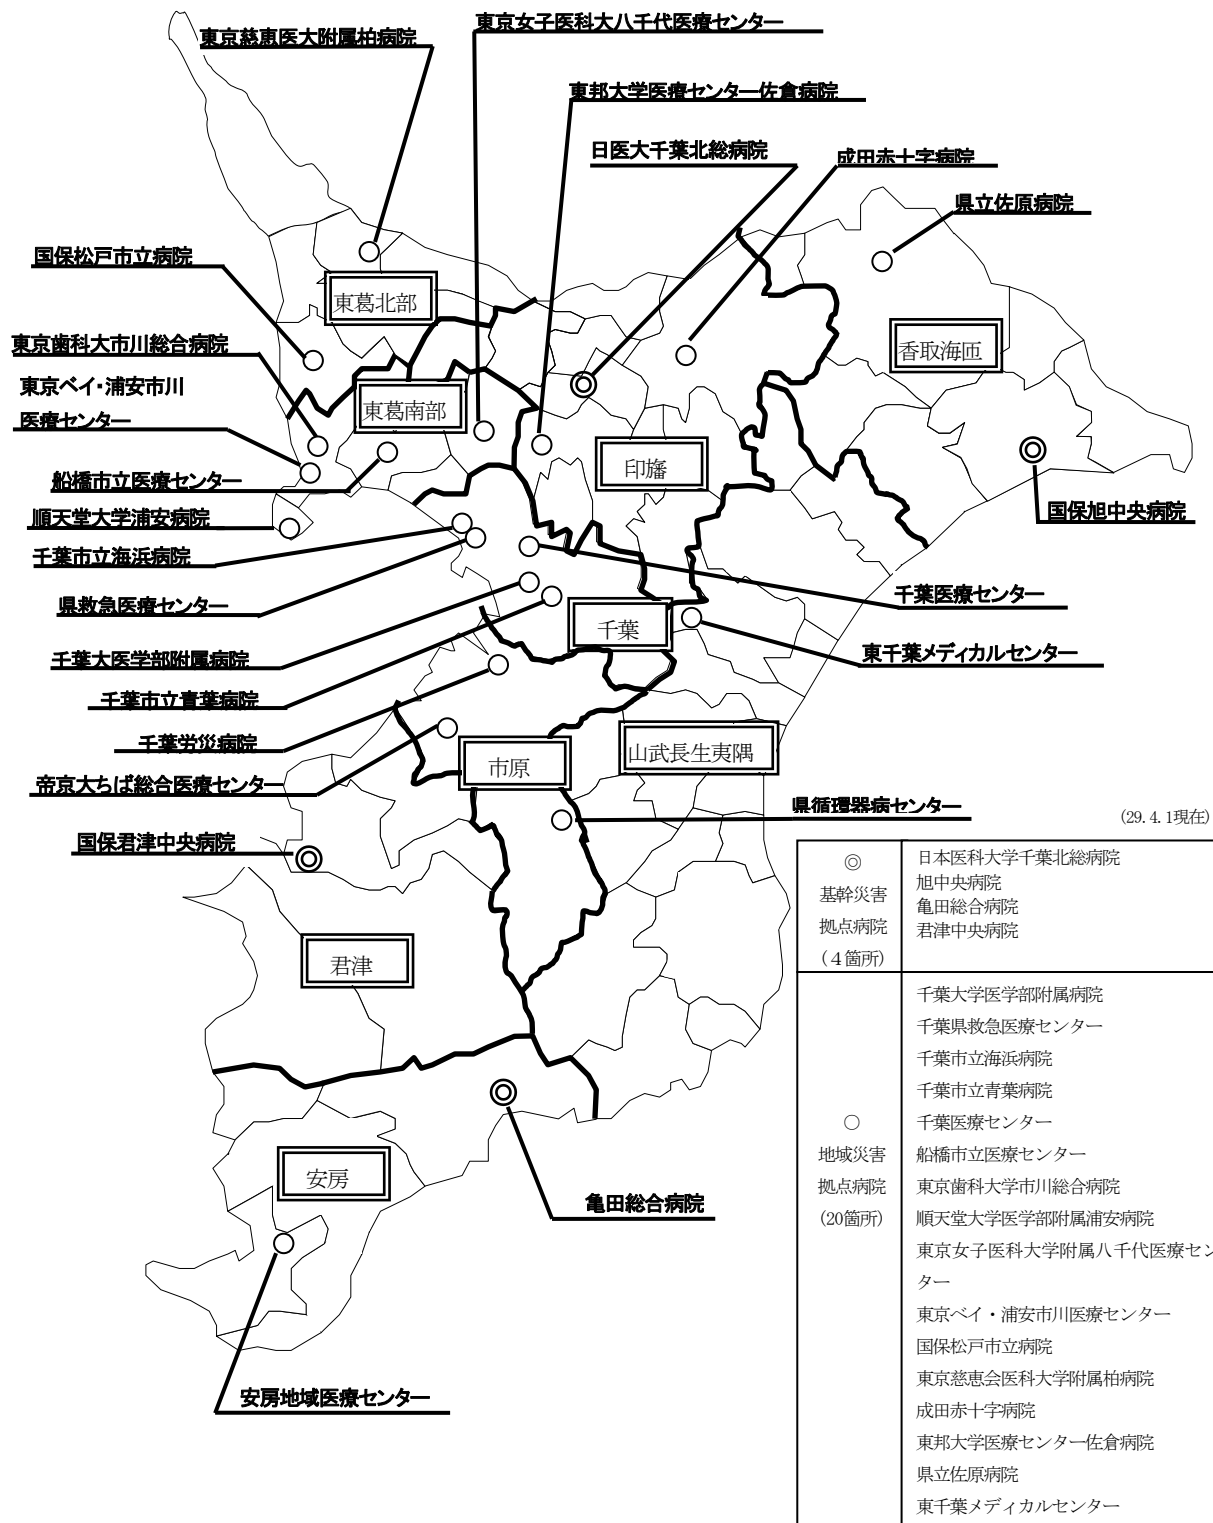 東京女子医科大八千代医療センター
東京慈恵医大附属柏病院
東邦大学医療センター佐倉病院
日医大千葉北総病院
成田赤十字病院
県立佐原病院
国保松戸市立病院
東葛北部
東京歯科大市川総合病院
香取海匝
東京ベイ・浦安市川
医療センター
東葛南部
印旛
船橋市立医療センター
順天堂大学浦安病院
国保旭中央病院
千葉市立海浜病院
県救急医療センター
千葉医療センター
千葉
千葉大医学部附属病院
東千葉メディカルセンター
千葉市立青葉病院
千葉労災病院
山武長生夷隅
市原
帝京大ちば総合医療センター
県循環器病センター
(29.4.1現在)
国保君津中央病院
君津
安房
亀田総合病院
安房地域医療センター
◎
基幹災害
拠点病院
(4箇所)
日本医科大学千葉北総病院
旭中央病院
亀田総合病院
君津中央病院
○
地域災害
拠点病院
(20箇所)
千葉大学医学部附属病院
千葉県救急医療センター
千葉市立海浜病院
千葉市立青葉病院
千葉医療センター
船橋市立医療センター
東京歯科大学市川総合病院
順天堂大学医学部附属浦安病院
東京女子医科大学附属八千代医療セン
ター
東京ベイ・浦安市川医療センター
国保松戸市立病院
東京慈恵会医科大学附属柏病院
成田赤十字病院
東邦大学医療センター佐倉病院
県立佐原病院
東千葉メディカルセンター